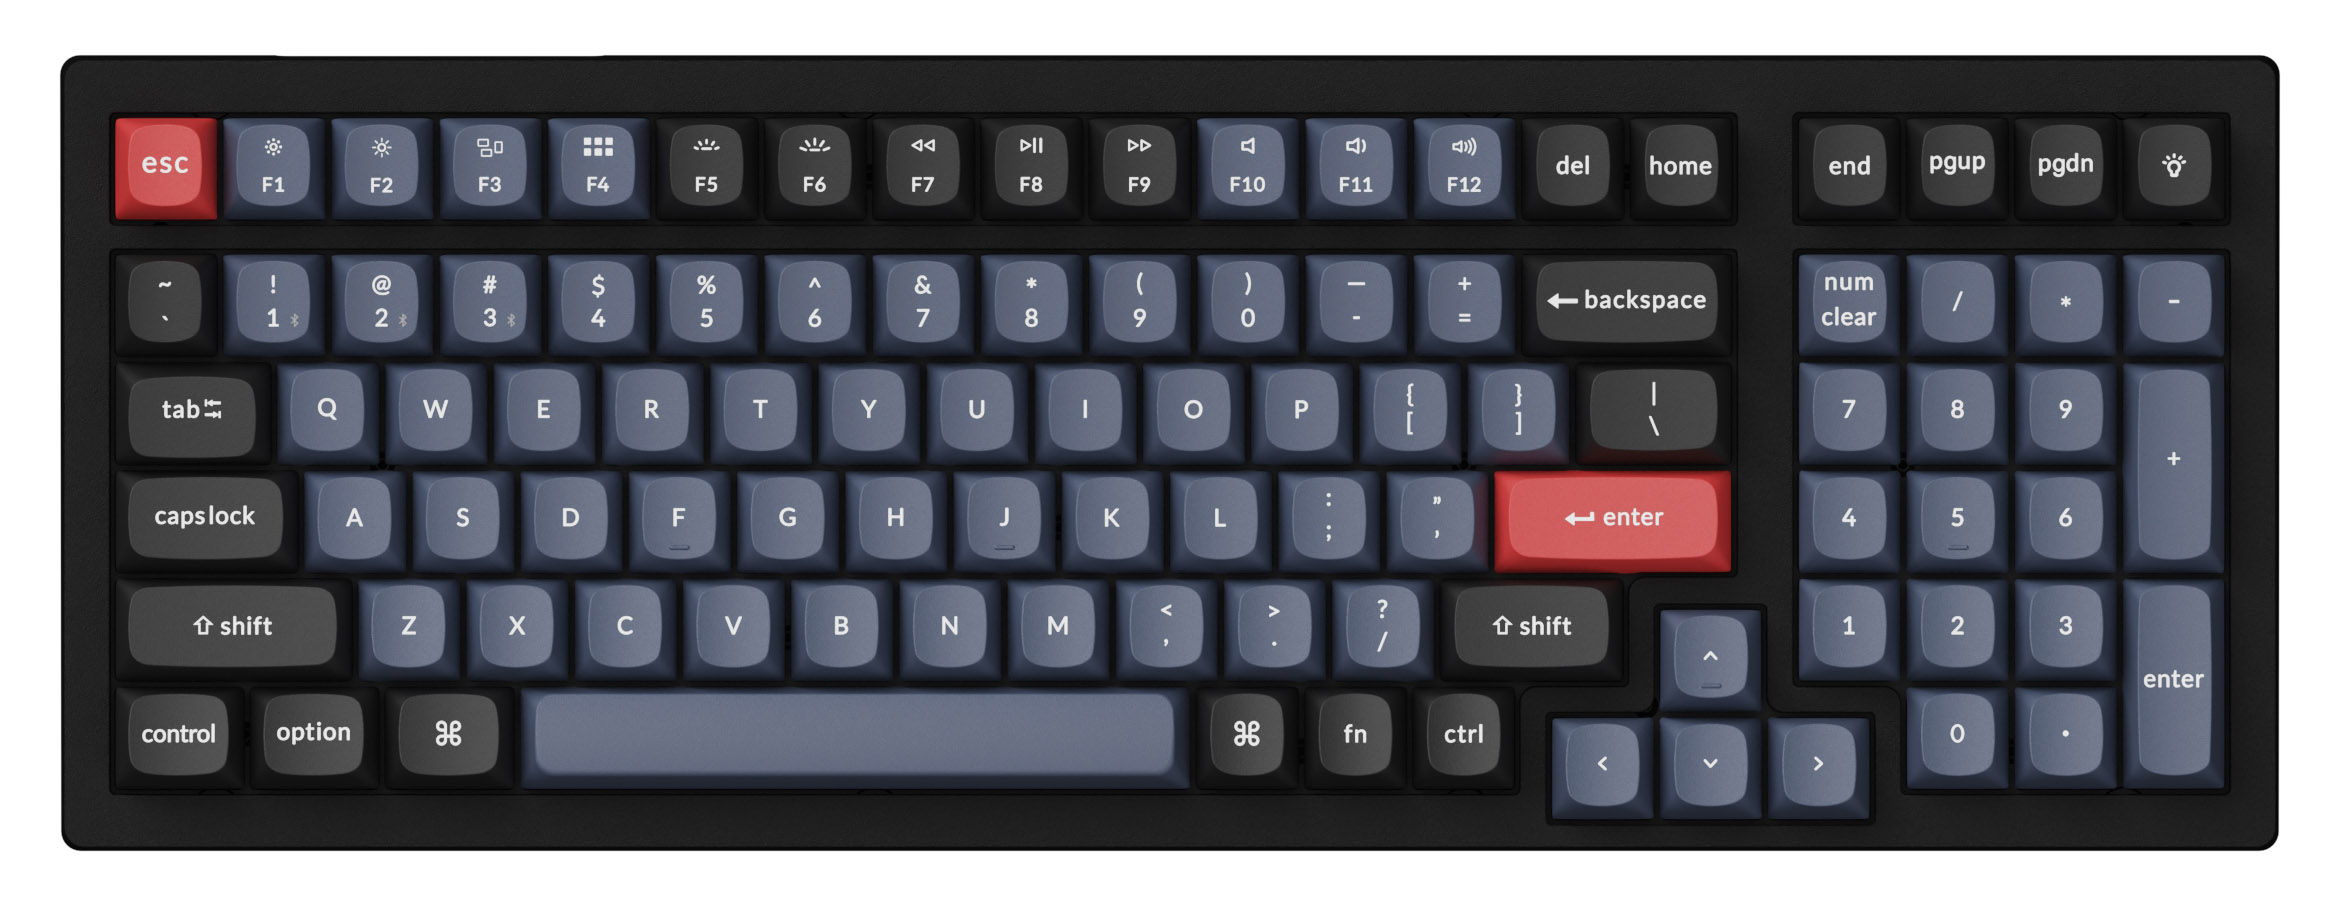 esc F1 F2 F3 F4 F5 F6 F7 F8 F9 F10 F11 F12 del home end pgup pgdn
~ ! @ # $ % ^ & * ( ) — + ← backspace num / * -
` 1 2 3 4 5 6 7 8 9 0 - = clear
tab Q W E R T Y U I O P { } | 7 8 9 +
[ ] \
caps lock A S D F G H J K L : " enter 4 5 6
; '
⇧ shift Z X C V B N M < > ? ⇧ shift ^ 1 2 3 enter
, . /
control option ⌘ ⌘ fn ctrl < ⌄ > 0 .